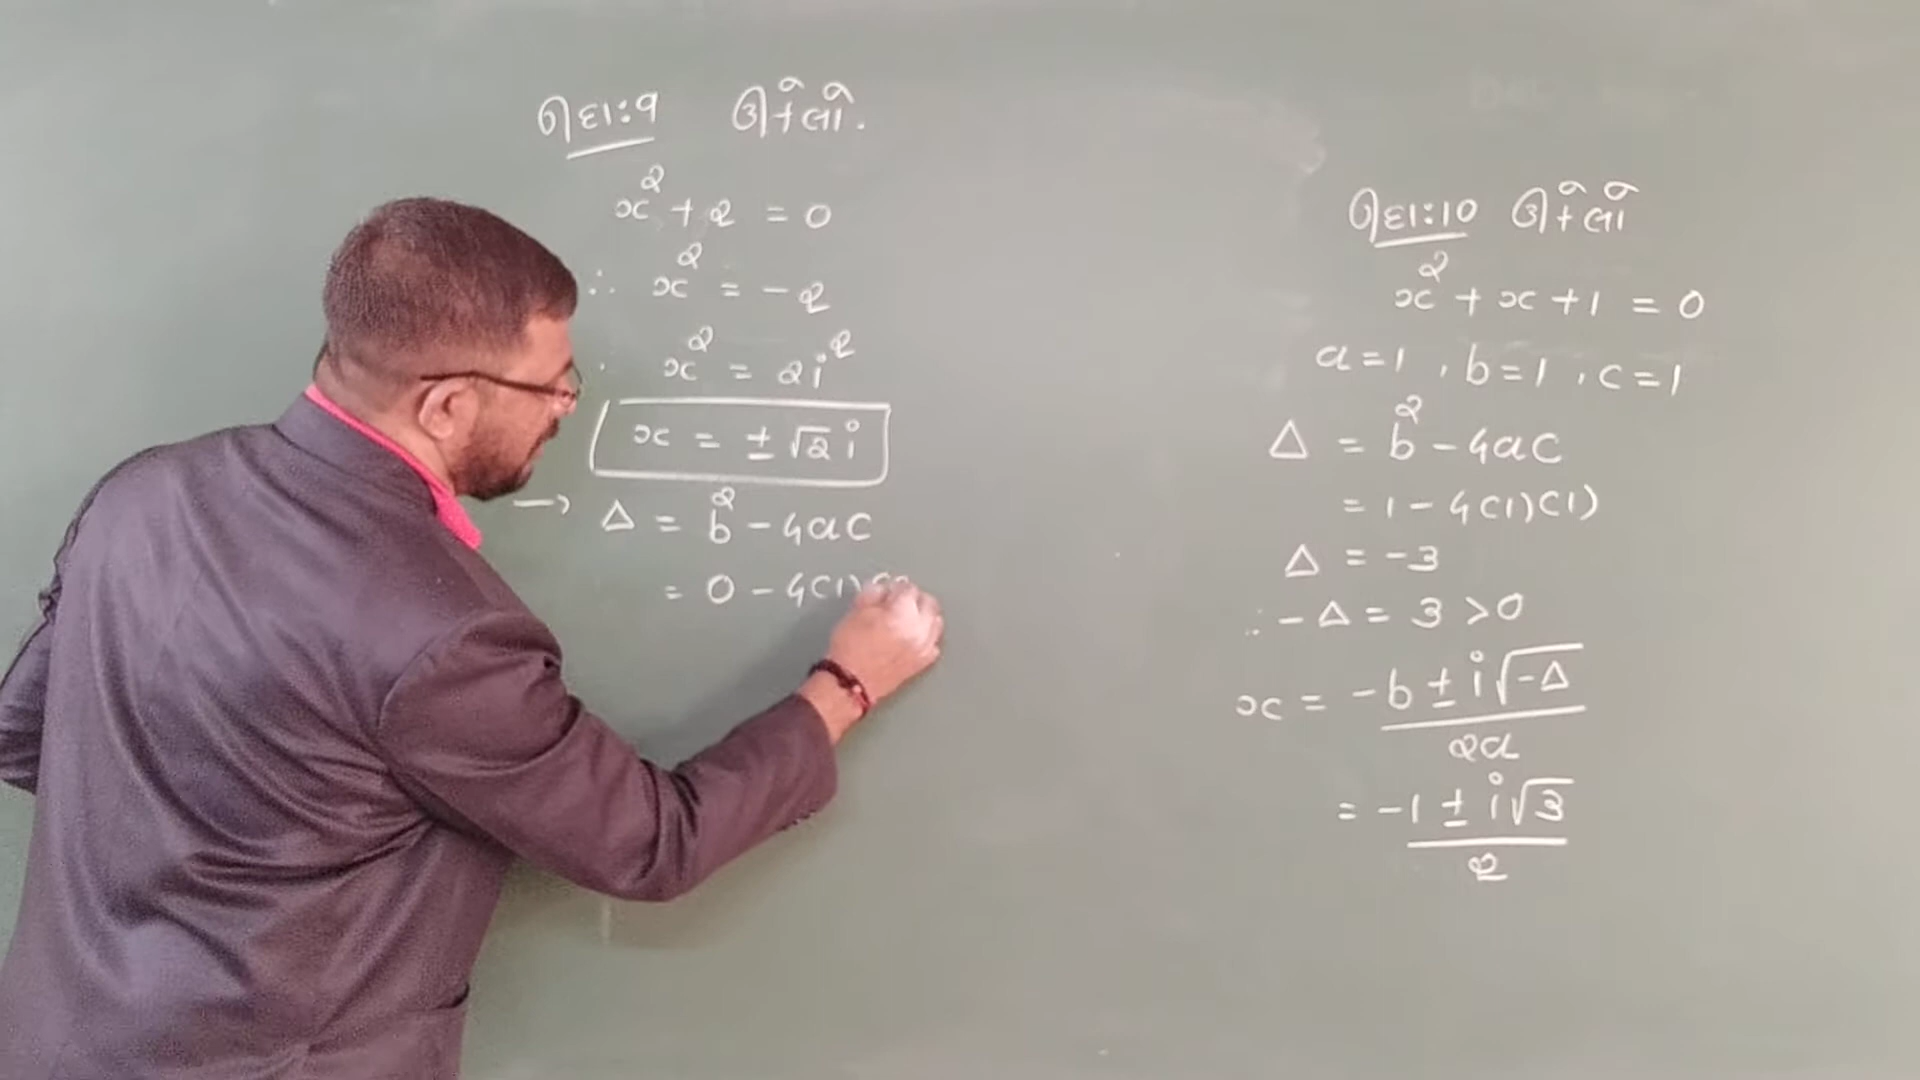 ઉદા:9 ઉકેલો.
x² + 2 = 0
∴ x² = -2
∴ x² = 2i²
x = ±√2 i
→ Δ = b² - 4ac
= 0 - 4(1)(2
ઉદા:10 ઉકેલો
x² + x + 1 = 0
a = 1 , b = 1 , c = 1
Δ = b² - 4ac
= 1 - 4(1)(1)
Δ = -3
∴ -Δ = 3 > 0
x = -b ± i√-Δ
2a
= -1 ± i√3
2